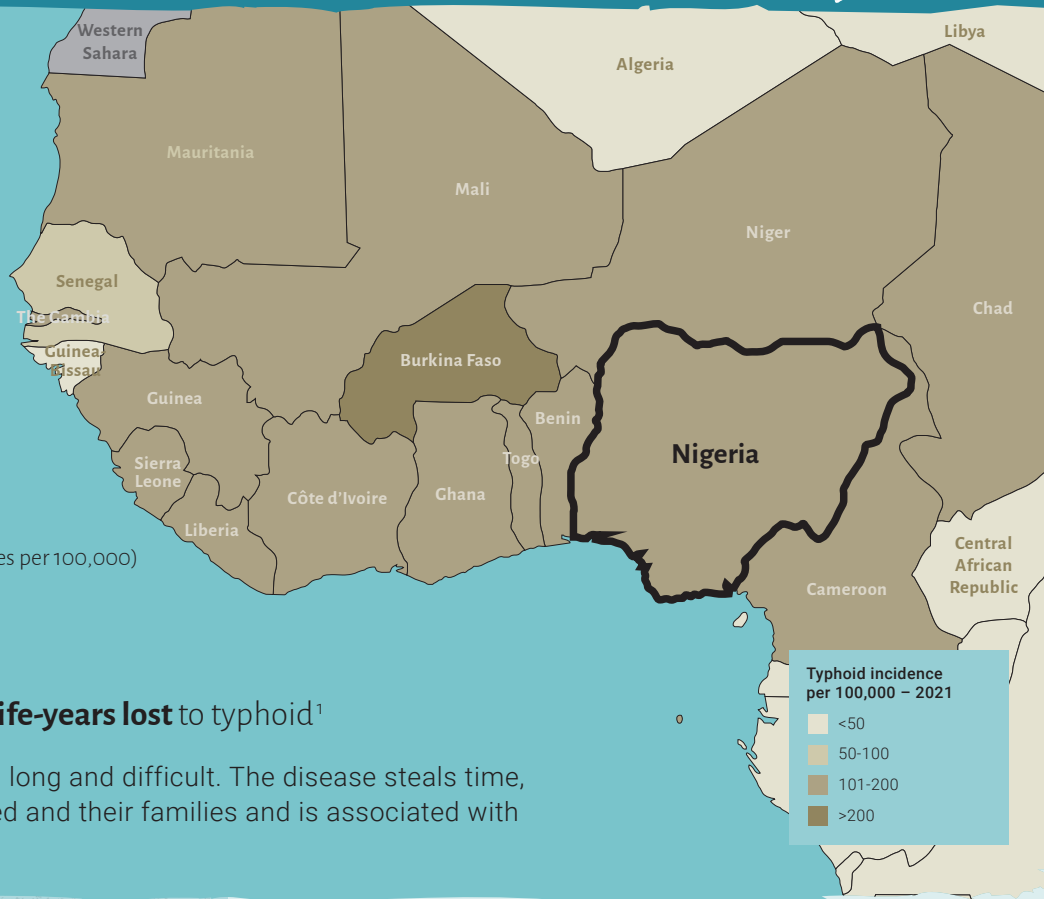 Western
Sahara
Libya
Algeria
Mauritania
Mali
Niger
Senegal
Chad
The Gambia
Guinea
Bissau
Burkina Faso
Guinea
Benin
Nigeria
Togo
Sierra
Leone
Côte d'Ivoire
Ghana
Liberia
Central
African
Republic
es per 100,000)
Cameroon
Typhoid incidence
per 100,000 – 2021
<50
50-100
101-200
>200
ife-years lost to typhoid¹
long and difficult. The disease steals time,
ed and their families and is associated with